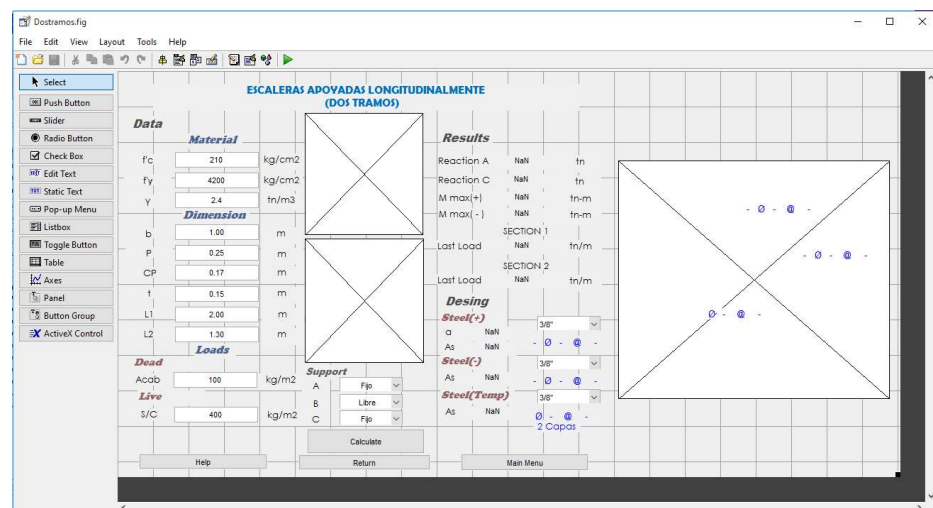 Dostramos.fig
File Edit View Layout Tools Help
Select
Push Button
Slider
Radio Button
Check Box
Edit Text
Static Text
Pop-up Menu
Listbox
Toggle Button
Table
Axes
Panel
Button Group
ActiveX Control
ESCALERAS APOYADAS LONGITUDINALMENTE
(DOS TRAMOS)
Data
Material
f'c 210 kg/cm2
f'y 4200 kg/cm2
γ 2.4 tn/m3
Dimension
b 1.00 m
P 0.25 m
CP 0.17 m
t 0.15 m
L1 2.00 m
L2 1.30 m
Loads
Dead
Acab 100 kg/m2
Live
S/C 400 kg/m2
Support
A Fijo
B Libre
C Fijo
Calculate
Help
Return
Main Menu
Results
Reaction A NaN tn
Reaction C NaN tn
M max(+) NaN tn-m
M max( - ) NaN tn-m
SECTION 1
Last Load NaN tn/m
SECTION 2
Last Load NaN tn/m
Desing
Steel(+) 3/8"
a NaN
As NaN - Ø - @ -
Steel(-) 3/8"
As NaN - Ø - @ -
Steel(Temp) 3/8"
As NaN Ø - @ -
2 Capas
- Ø - @ -
- Ø - @ -
Ø - @ -